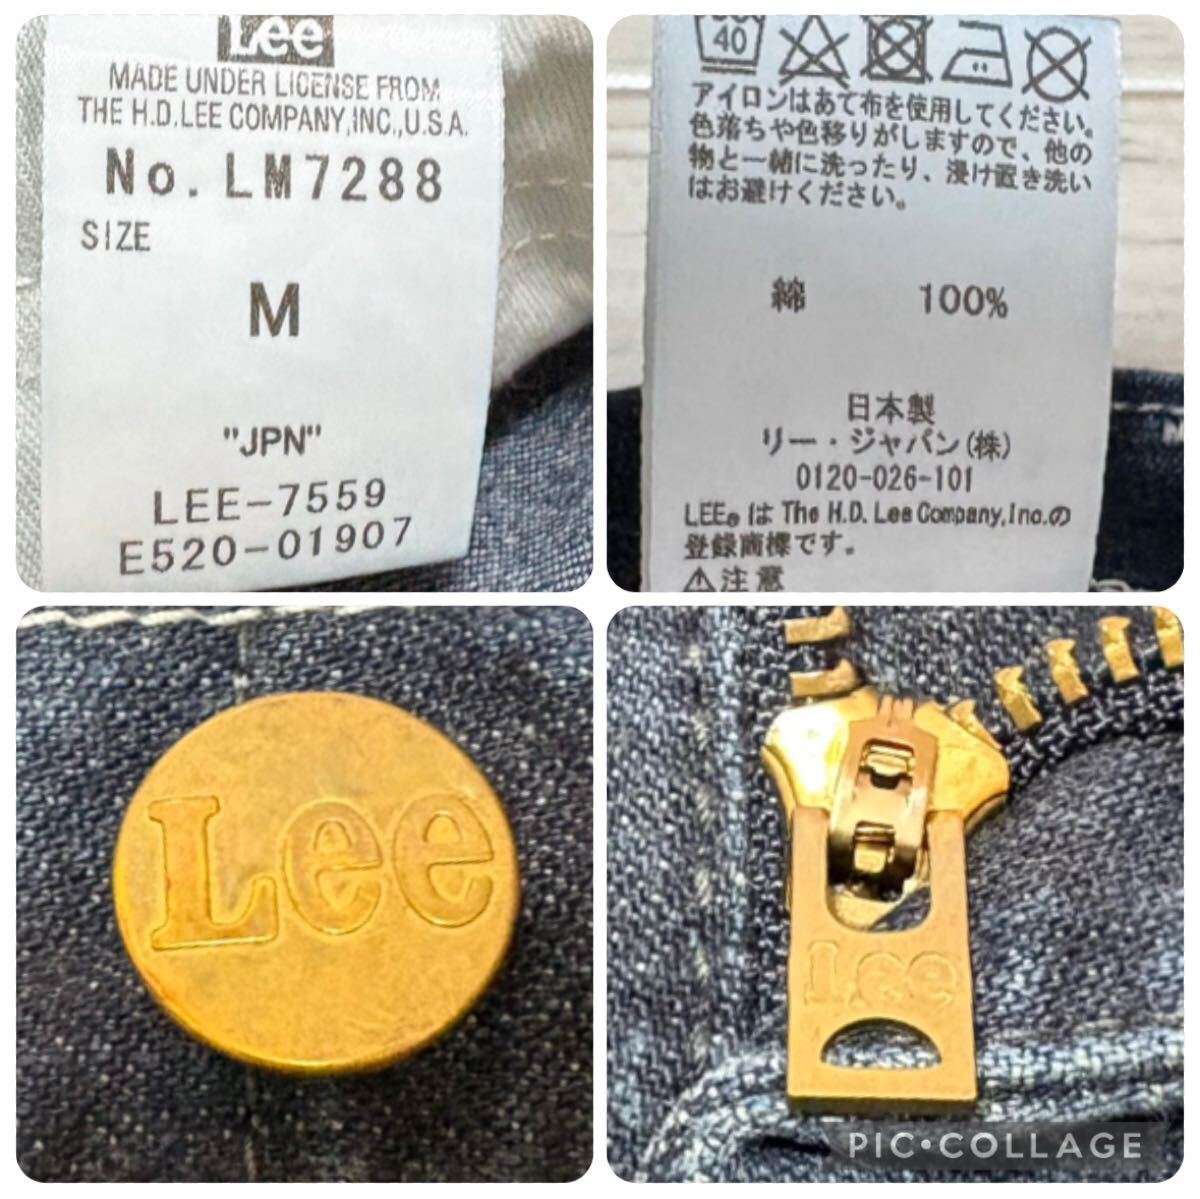 Lee
MADE UNDER LICENSE FROM
THE H.D.LEE COMPANY,INC.,U.S.A.
No. LM7288
SIZE
M
"JPN"
LEE-7559
E520-01907
40
アイロンはあて布を使用してください。
色落ちや色移りがしますので、他の
物と一緒に洗ったり、浸け置き洗い
はお避けください。
綿 100%
日本製
リー・ジャパン(株)
0120-026-101
LEE® は The H.D. Lee Company, Inc.の
登録商標です。
⚠注意
Lee
Lee
PIC•COLLAGE